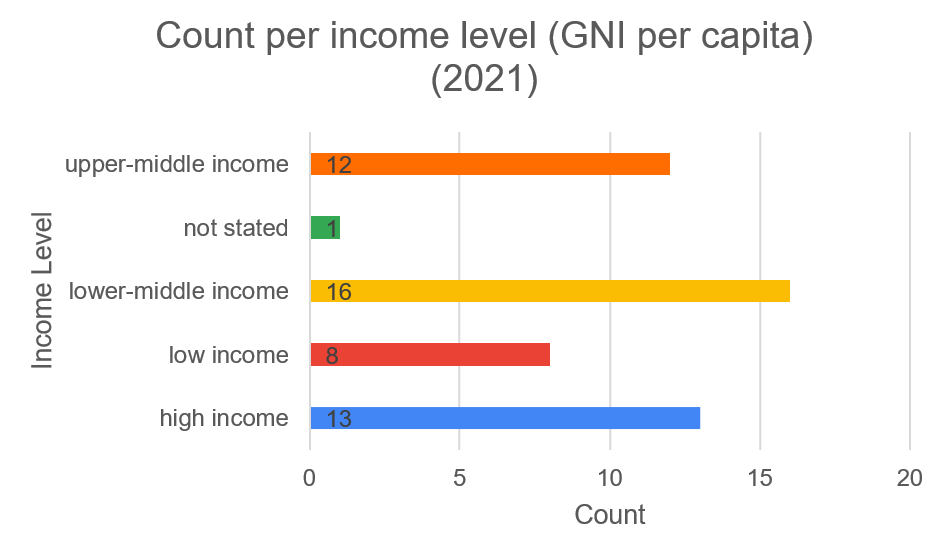 Count per income level (GNI per capita)
(2021)
Income Level
upper-middle income
12
not stated
1
lower-middle income
16
low income
8
high income
13
0 5 10 15 20
Count